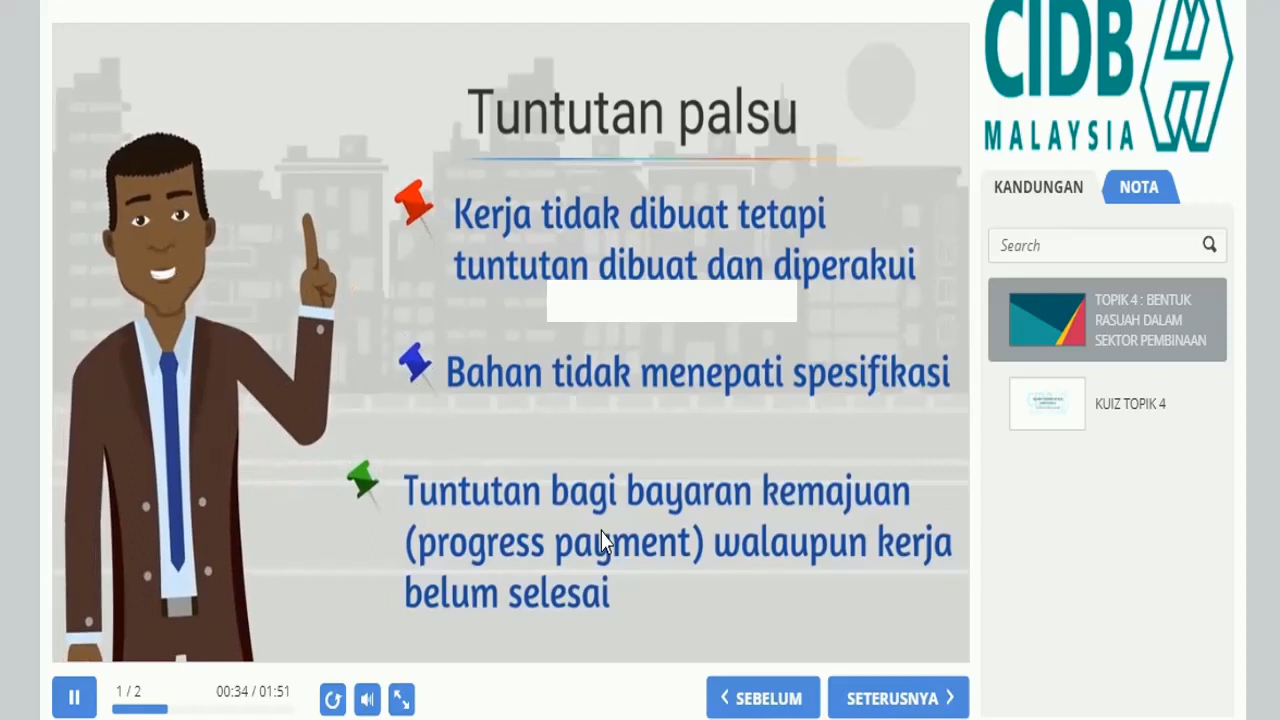 CIDB
MALAYSIA
Tuntutan palsu
Kerja tidak dibuat tetapi
tuntutan dibuat dan diperakui
Bahan tidak menepati spesifikasi
Tuntutan bagi bayaran kemajuan
(progress payment) walaupun kerja
belum selesai
KANDUNGAN
NOTA
Search
TOPIK 4 : BENTUK
RASUAH DALAM
SEKTOR PEMBINAAN
KUIZ TOPIK 4
1 / 2
00:34 / 01:51
SEBELUM
SETERUSNYA